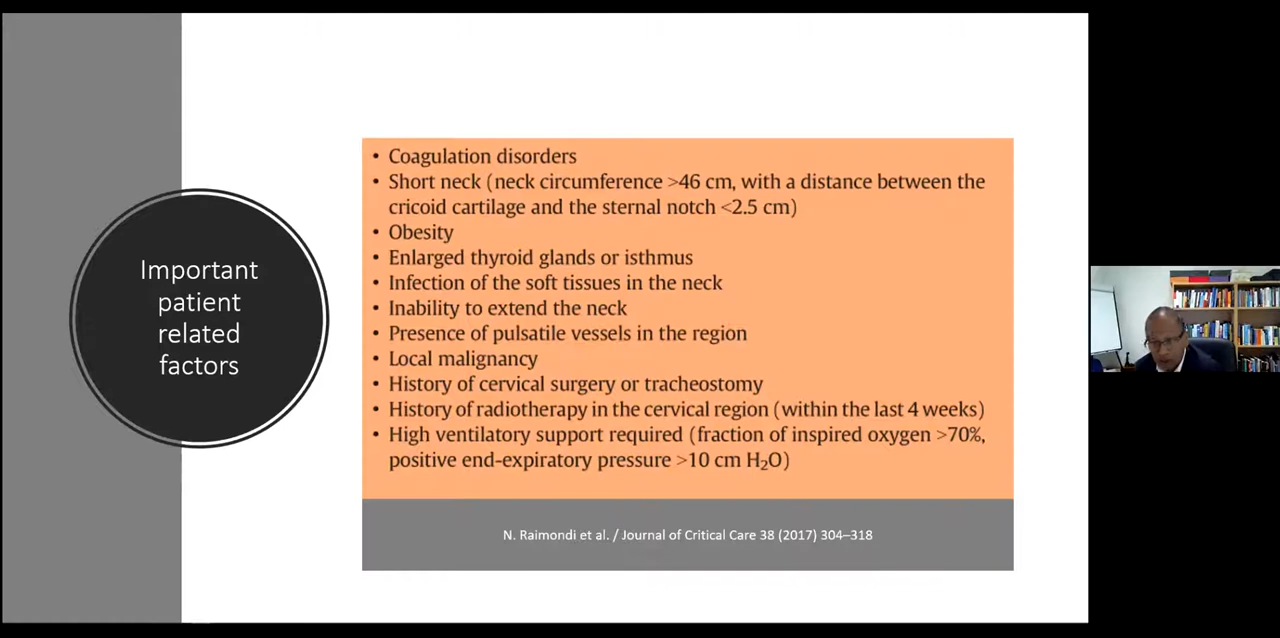 Important
patient
related
factors
• Coagulation disorders
• Short neck (neck circumference >46 cm, with a distance between the
cricoid cartilage and the sternal notch <2.5 cm)
• Obesity
• Enlarged thyroid glands or isthmus
• Infection of the soft tissues in the neck
• Inability to extend the neck
• Presence of pulsatile vessels in the region
• Local malignancy
• History of cervical surgery or tracheostomy
• History of radiotherapy in the cervical region (within the last 4 weeks)
• High ventilatory support required (fraction of inspired oxygen >70%,
positive end-expiratory pressure >10 cm H₂O)
N. Raimondi et al. / Journal of Critical Care 38 (2017) 304–318